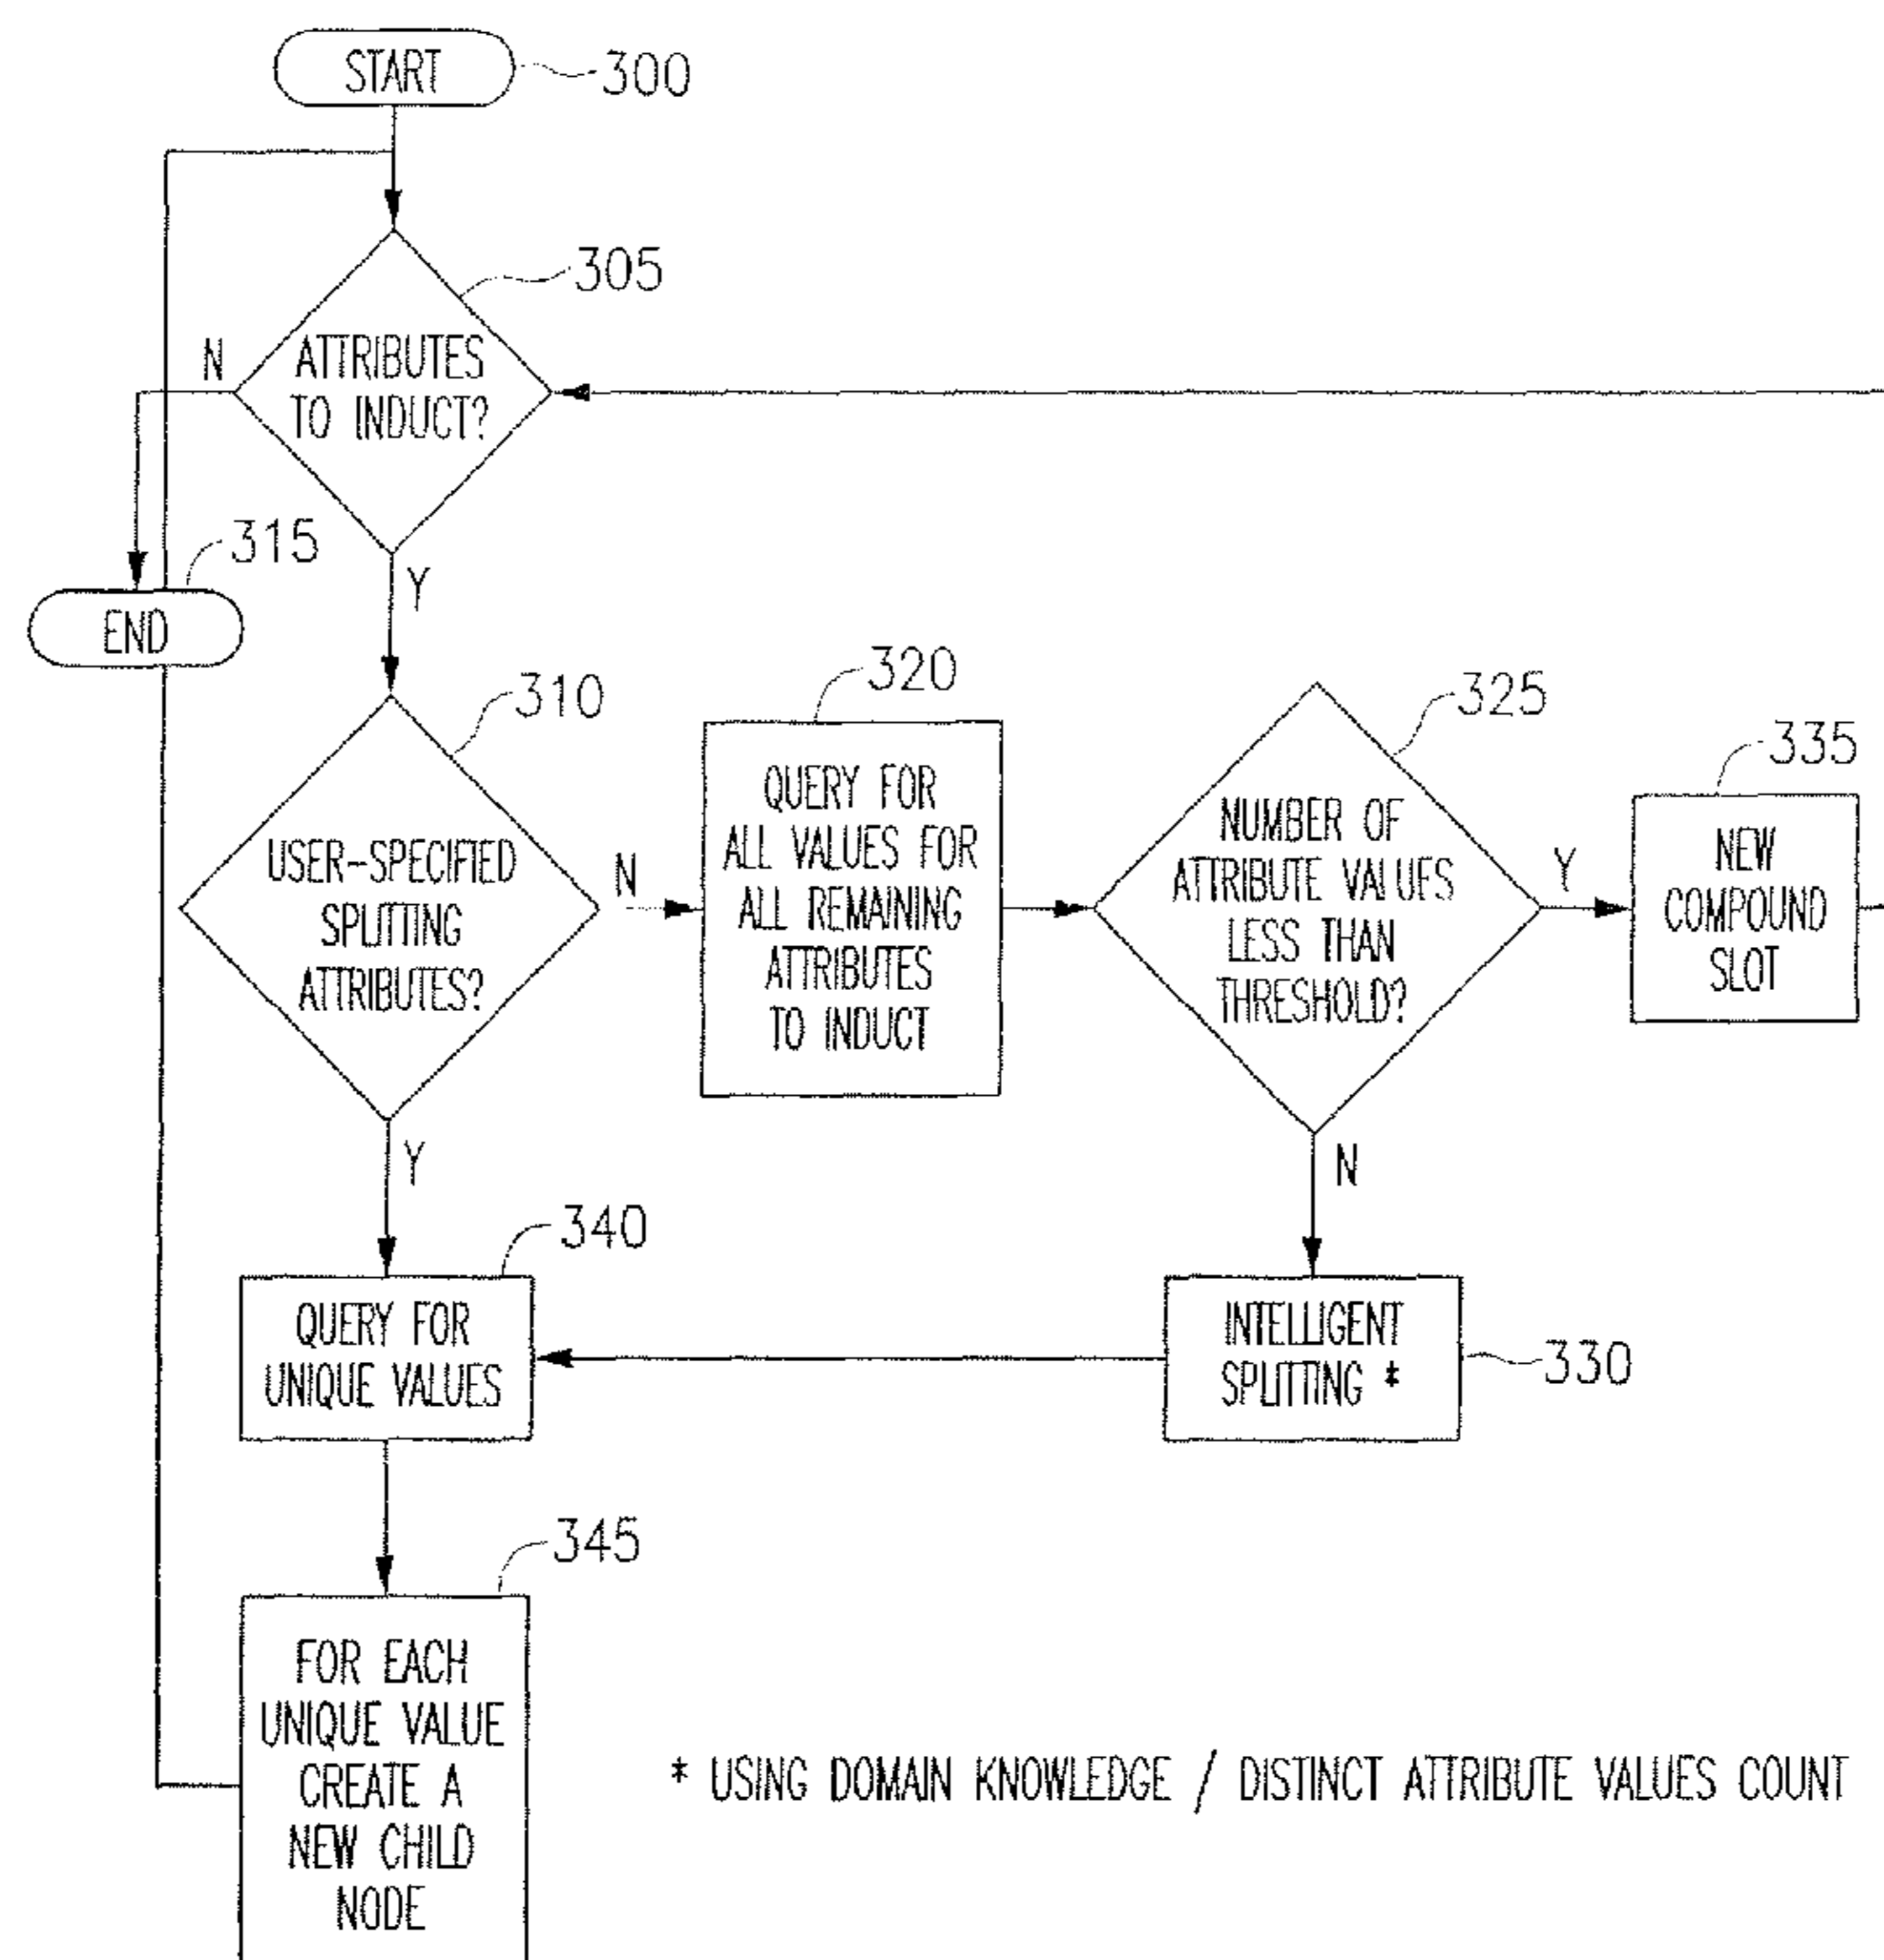 START
300
305
N
ATTRIBUTES
TO INDUCT?
Y
315
END
310
USER-SPECIFIED
SPLITTING
ATTRIBUTES?
N
Y
320
QUERY FOR
ALL VALUES FOR
ALL REMAINING
ATTRIBUTES
TO INDUCT
325
NUMBER OF
ATTRIBUTE VALUES
LESS THAN
THRESHOLD?
Y
N
335
NEW
COMPOUND
SLOT
340
QUERY FOR
UNIQUE VALUES
INTELLIGENT
SPLITTING *
330
345
FOR EACH
UNIQUE VALUE
CREATE A
NEW CHILD
NODE
* USING DOMAIN KNOWLEDGE / DISTINCT ATTRIBUTE VALUES COUNT